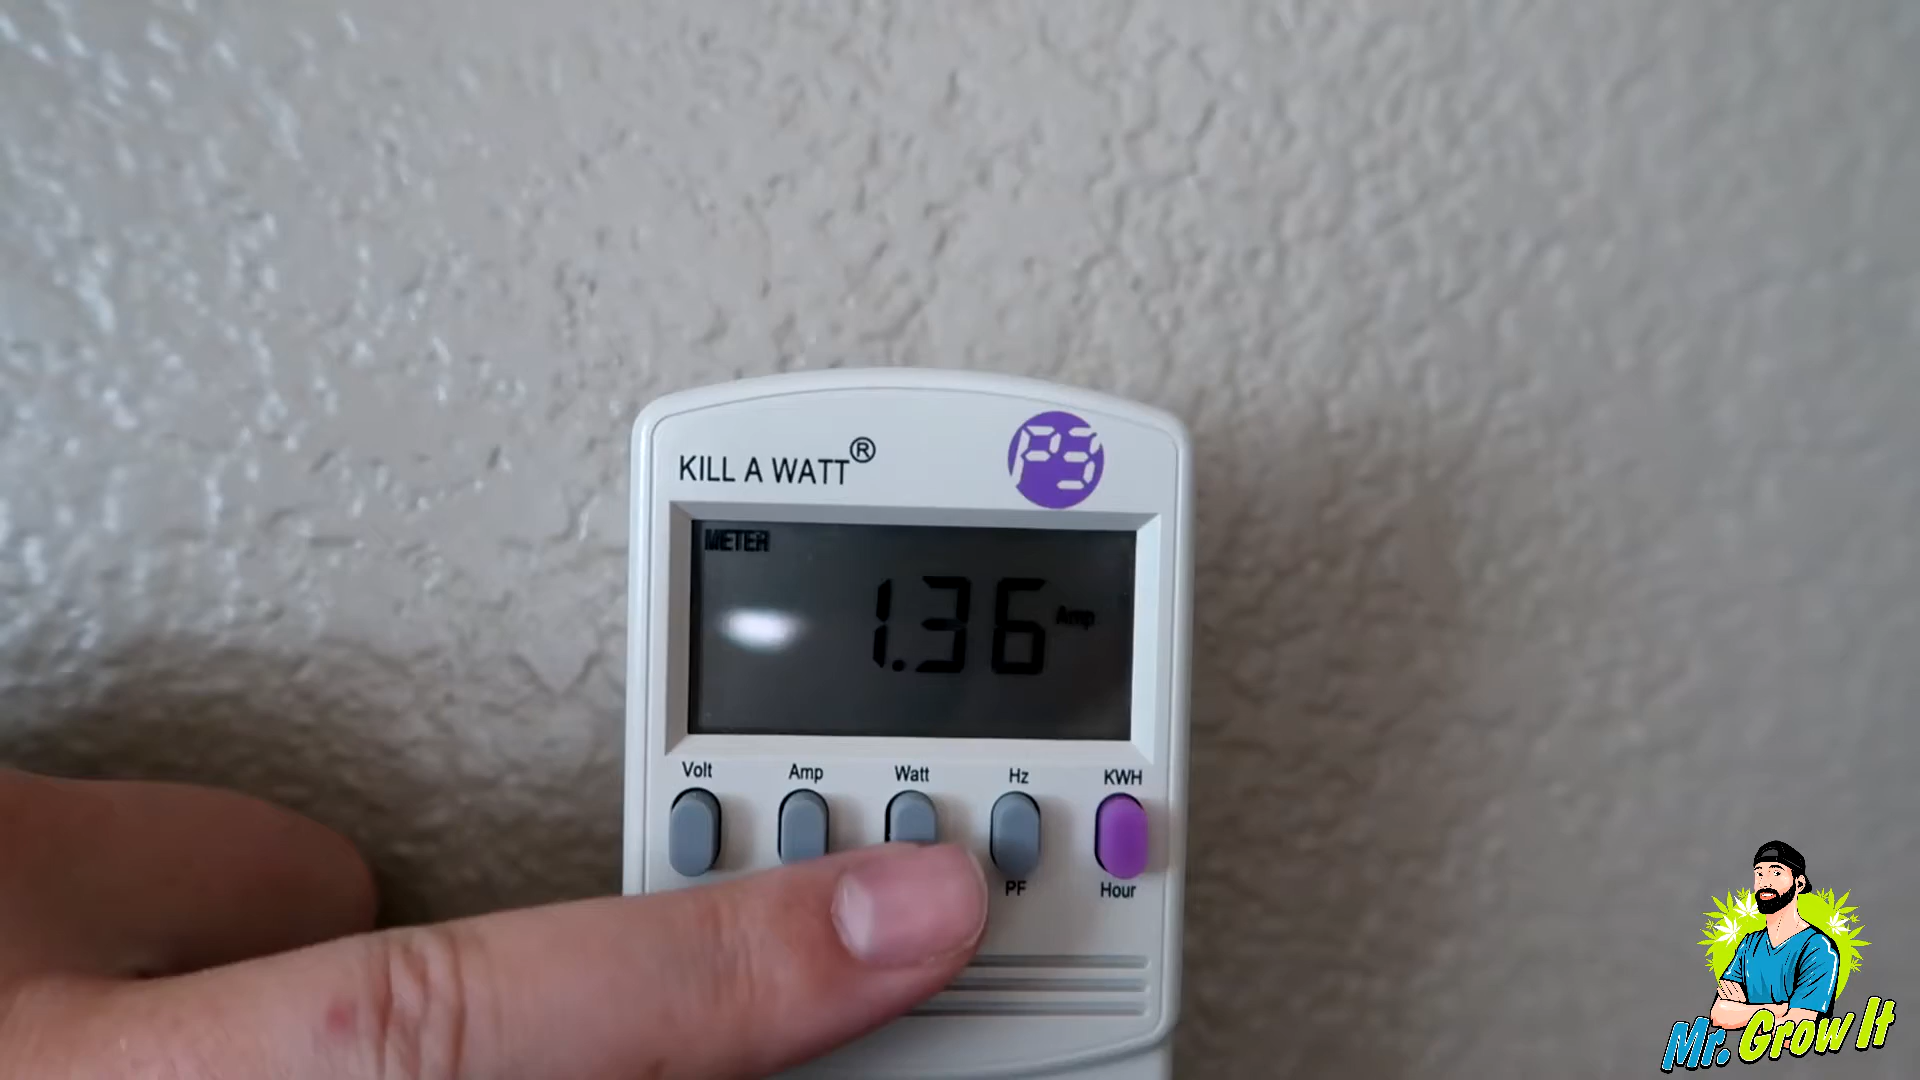 KILL A WATT®
P3
METER
1.36 Amp
Volt Amp Watt Hz KWH
PF Hour
Mr. Grow It